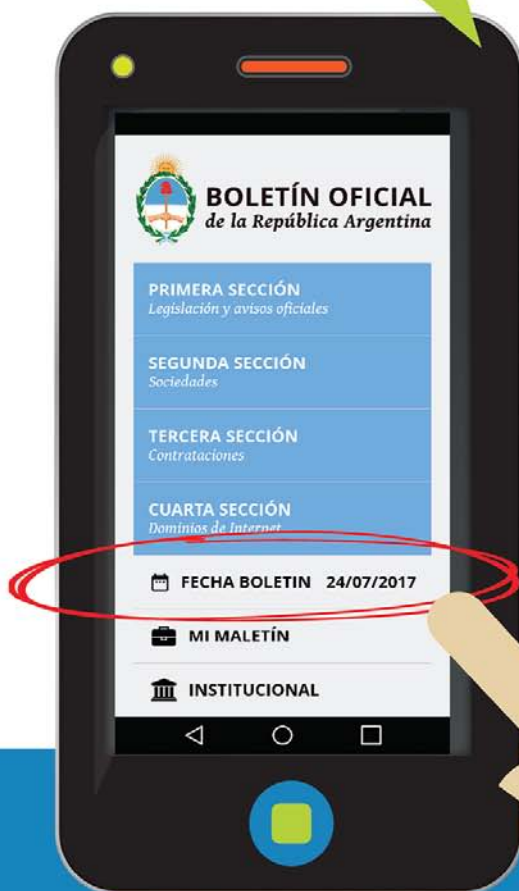 BOLETÍN OFICIAL
de la República Argentina
PRIMERA SECCIÓN
Legislación y avisos oficiales
SEGUNDA SECCIÓN
Sociedades
TERCERA SECCIÓN
Contrataciones
CUARTA SECCIÓN
Dominios de Internet
FECHA BOLETIN 24/07/2017
MI MALETÍN
INSTITUCIONAL